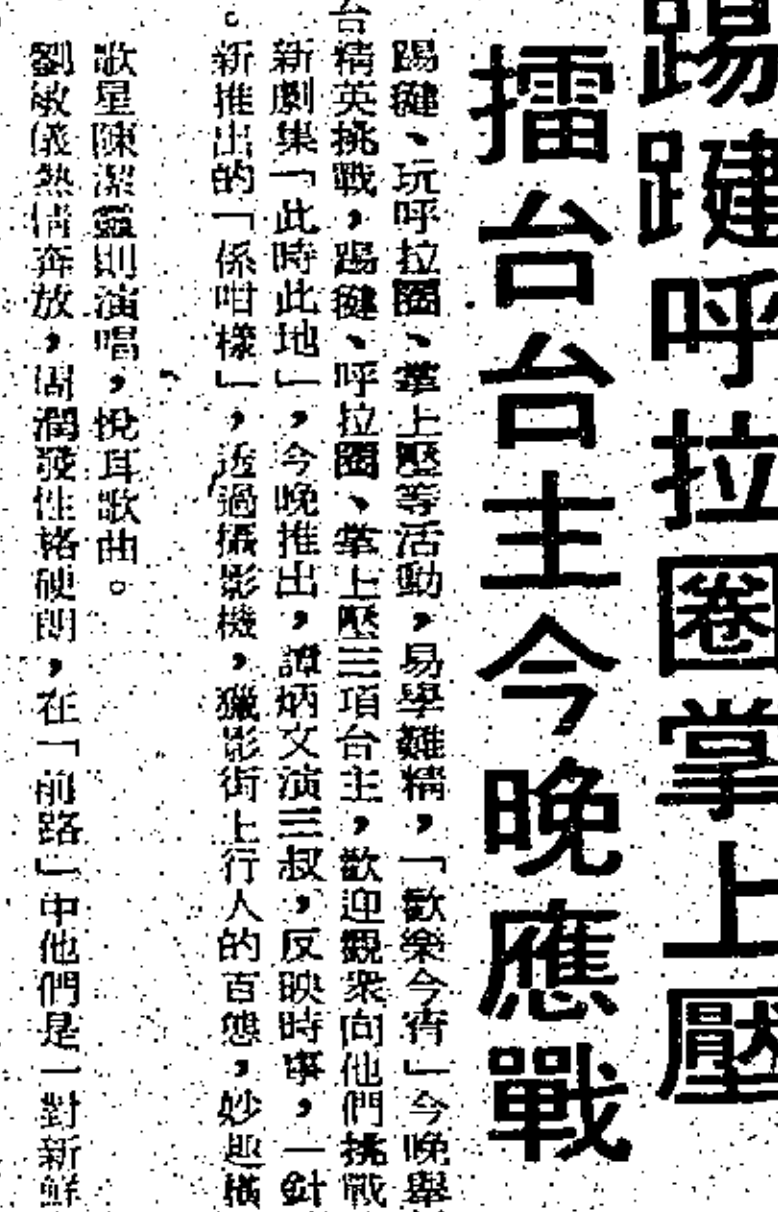 踢踺呼拉圈掌上壓
擂台台主今晚應戰
踢毽、玩呼拉圈、掌上壓等活動，易學難精，「歡樂今宵」今晚舉
台精英挑戰，踢毽、呼拉圈、掌上壓三項台主，歡迎觀衆向他們挑戰
新劇集「此時此地」，今晚推出，譚炳文演三叔，反映時事，一針
。新推出的「係咁樣」，透過攝影機，獵影街上行人的百態，妙趣橫
歌星陳潔靈則演唱，悅耳歌曲。
劉敏儀熱情奔放，周潤發性格硬朗，在「前路」中他們是一對新鮮